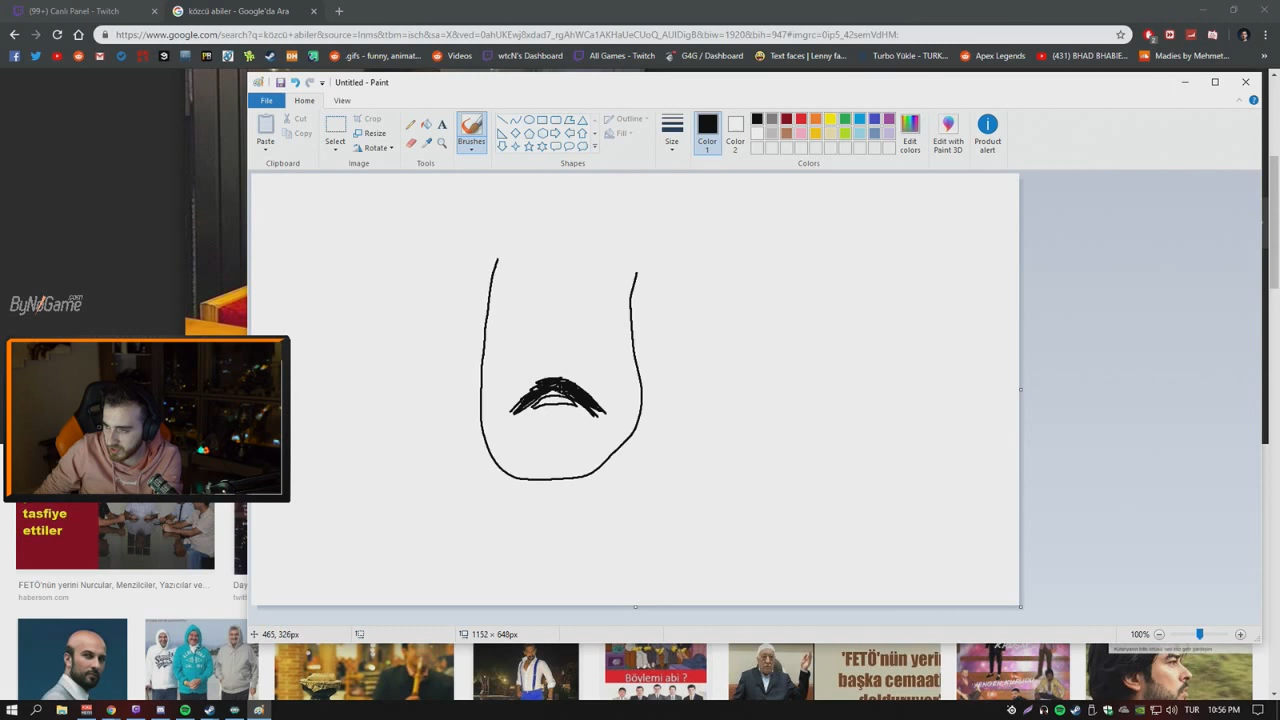 (99+) Canlı Panel - Twitch
közcü abiler - Google'da Ara
https://www.google.com/search?q=közcü+abiler&source=lnms&tbm=isch&sa=X&ved=0ahUKEwj8xdad7_rgAhWCa1AKHaUeCUoQ_AUIDigB&biw=1920&bih=947#imgrc=0ip5_42semVdHM:
.gifs - funny, animat...
Videos
wtcN's Dashboard
All Games - Twitch
G4G / Dashboard
Text faces | Lenny fa...
Turbo Yükle - TURK...
Apex Legends
(431) BHAD BHABIE...
Madies by Mehmet...
Untitled - Paint
File
Home
View
Paste
Cut
Copy
Clipboard
Select
Crop
Resize
Rotate
Image
Tools
Brushes
Outline
Fill
Shapes
Size
Color 1
Color 2
Edit colors
Colors
Edit with Paint 3D
Product alert
ByNoGame
.com
tasfiye
ettiler
FETÖ'nün yerini Nurcular, Menzilciler, Yazıcılar ve...
habersom.com
Day
twitt
465, 326px
1152 × 648px
100%
Böylemi abi ?
'FETÖ'nün yerin
başka cemaatl
TUR
10:56 PM